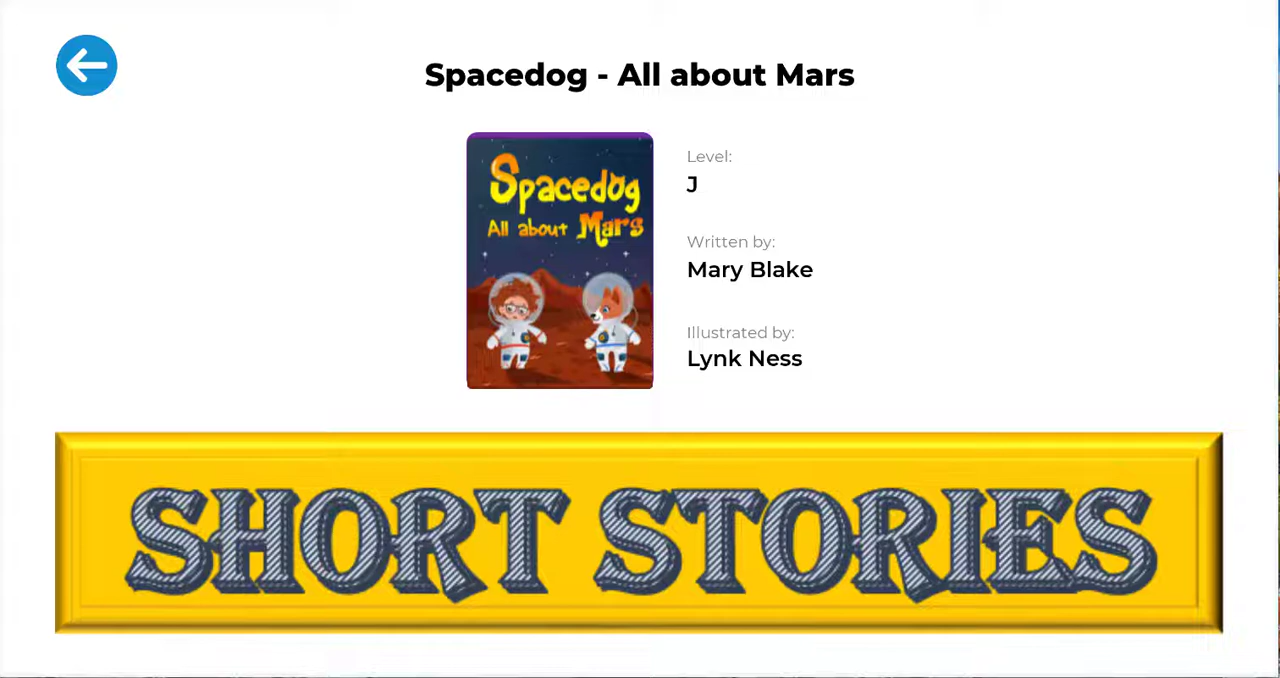 Spacedog - All about Mars
Spacedog
All about Mars
Level:
J
Written by:
Mary Blake
Illustrated by:
Lynk Ness
SHORT STORIES